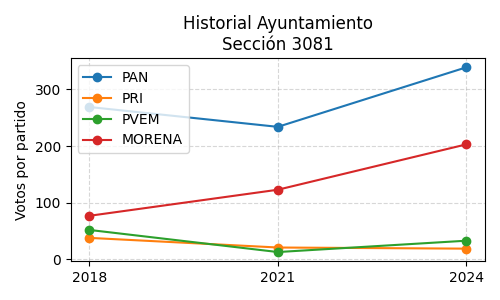 Historial Ayuntamiento
Sección 3081
Votos por partido
300
200
100
0
PAN
PRI
PVEM
MORENA
2018
2021
2024